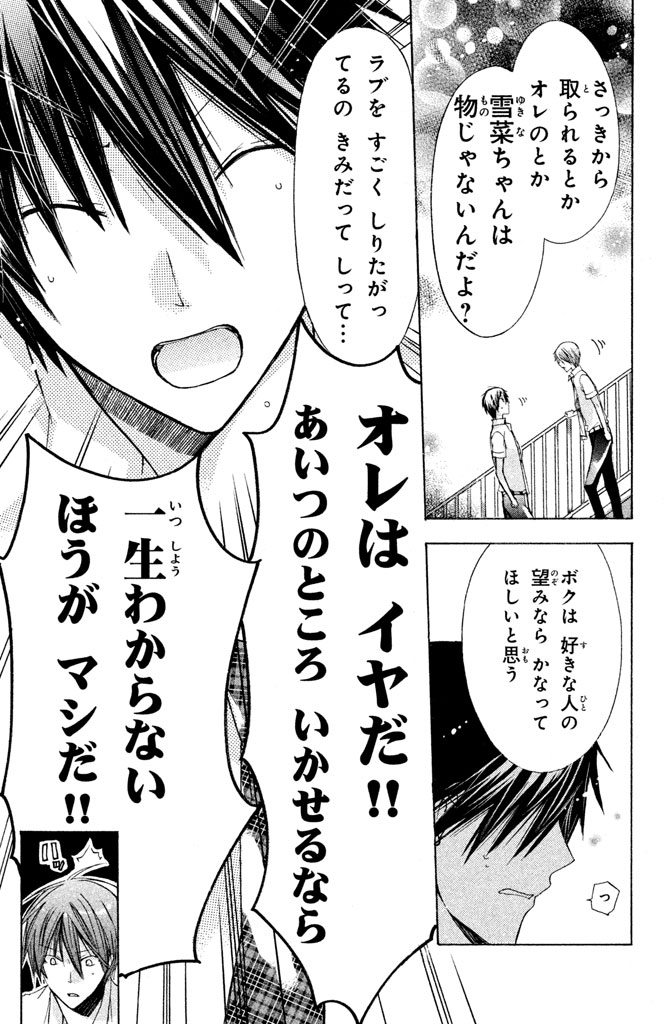 さっきから
取られるとか
オレのとか
雪菜ちゃんは
物じゃないんだよ?
ラブを すごく しりたがっ
てるの きみだって しって…
ボクは 好きな人の
望みなら かなって
ほしいと思う
っ
オレは イヤだ!!
あいつのところ いかせるなら
一生わからない
ほうが マシだ!!